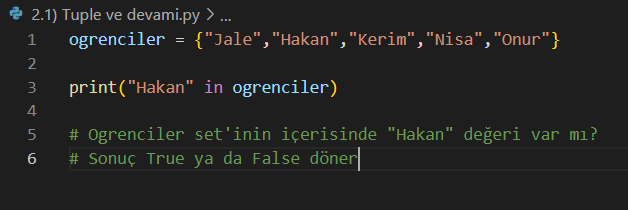 2.1) Tuple ve devami.py > ...
1 ogrenciler = {"Jale","Hakan","Kerim","Nisa","Onur"}
2
3 print("Hakan" in ogrenciler)
4
5 # Ogrenciler set'inin içerisinde "Hakan" değeri var mı?
6 # Sonuç True ya da False döner